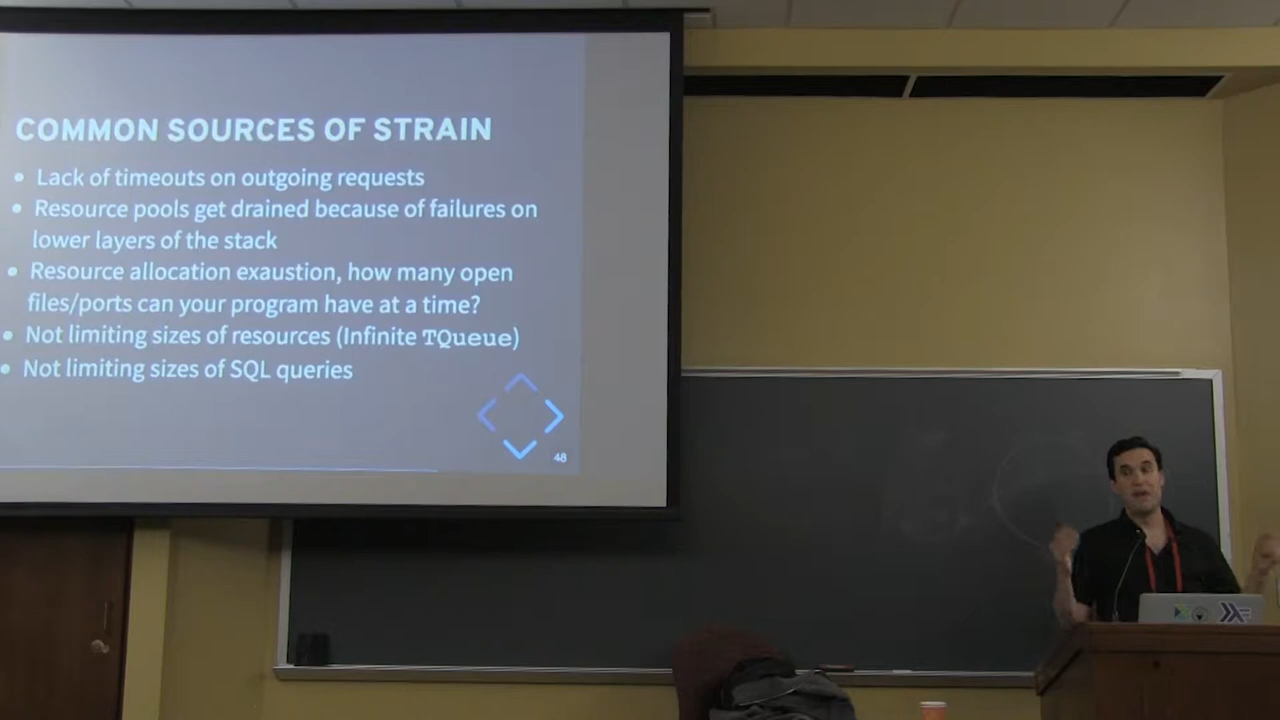 COMMON SOURCES OF STRAIN
• Lack of timeouts on outgoing requests
• Resource pools get drained because of failures on
lower layers of the stack
• Resource allocation exaustion, how many open
files/ports can your program have at a time?
• Not limiting sizes of resources (Infinite TQueue)
• Not limiting sizes of SQL queries
48